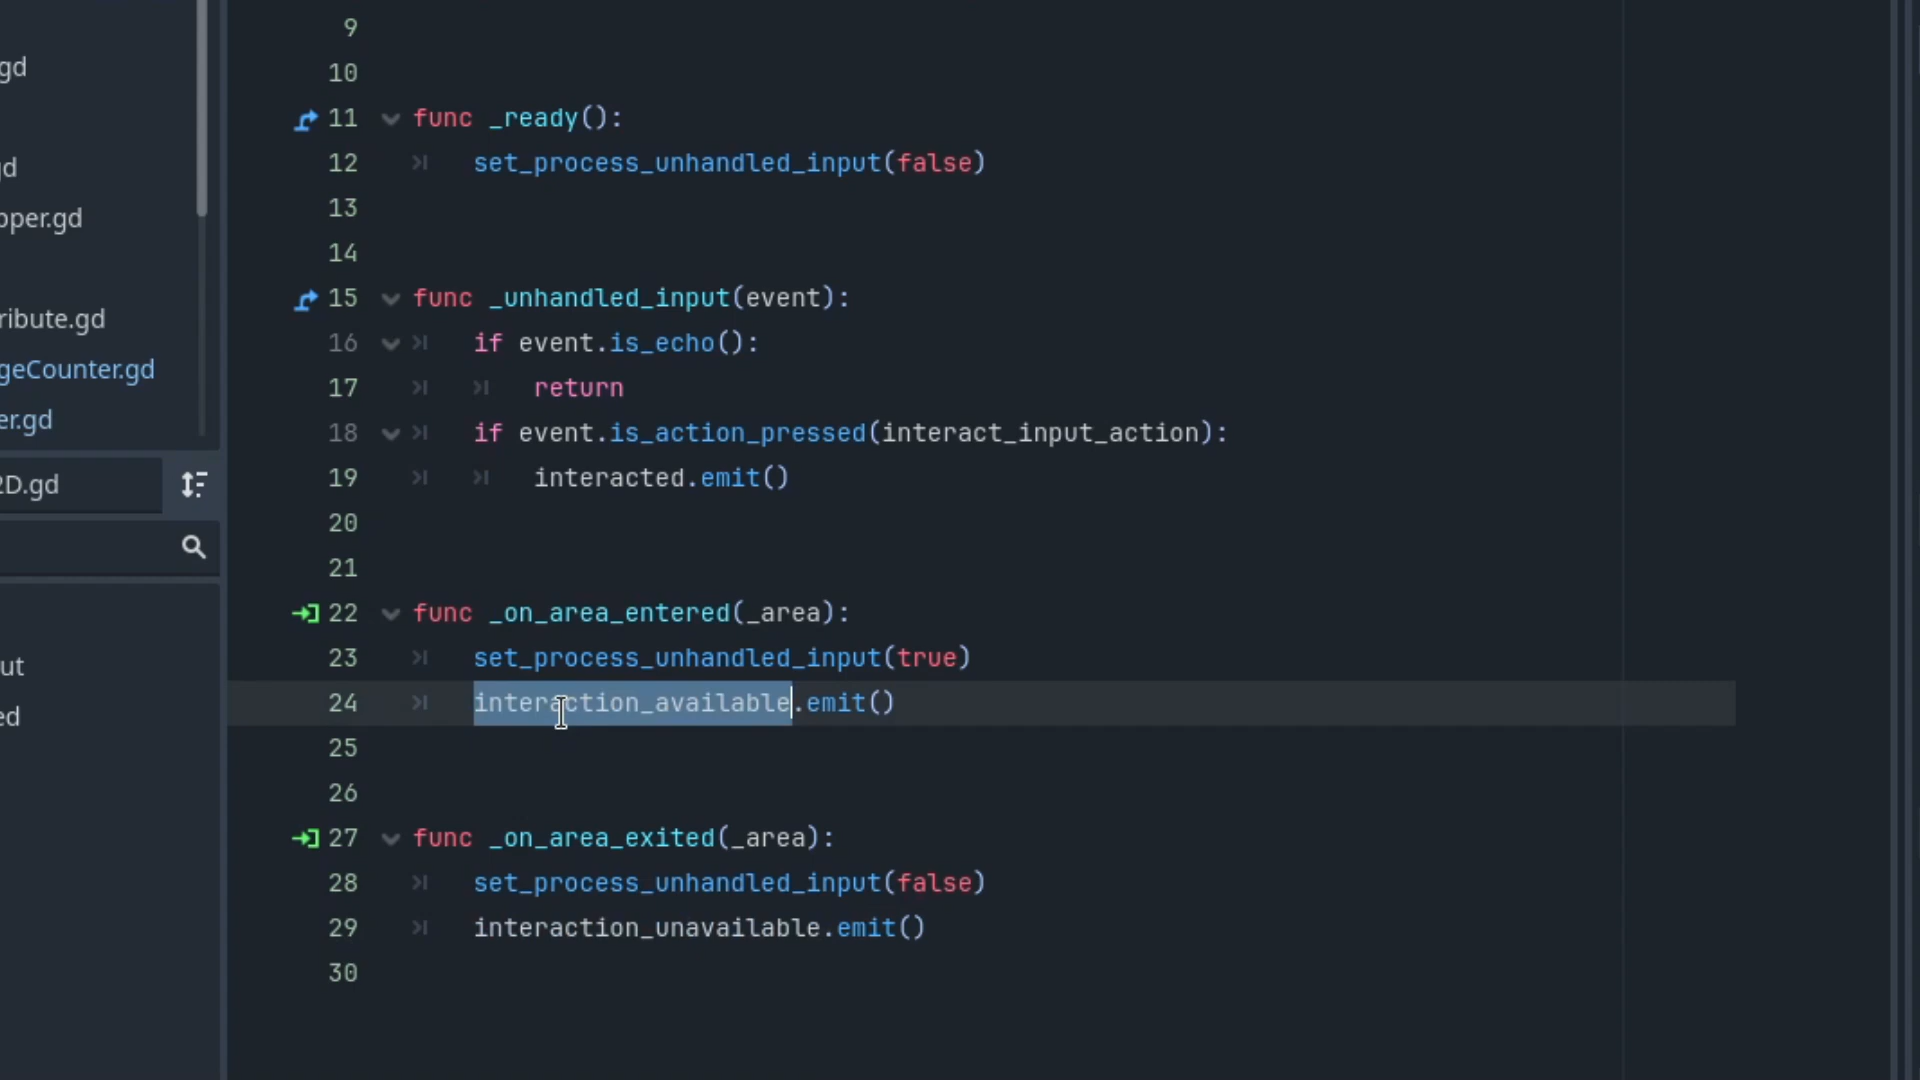 9
10
11 func _ready():
12 set_process_unhandled_input(false)
13
14
15 func _unhandled_input(event):
16 if event.is_echo():
17 return
18 if event.is_action_pressed(interact_input_action):
19 interacted.emit()
20
21
22 func _on_area_entered(_area):
23 set_process_unhandled_input(true)
24 interaction_available.emit()
25
26
27 func _on_area_exited(_area):
28 set_process_unhandled_input(false)
29 interaction_unavailable.emit()
30
gd
gd
pper.gd
ribute.gd
geCounter.gd
er.gd
2D.gd
ut
ed